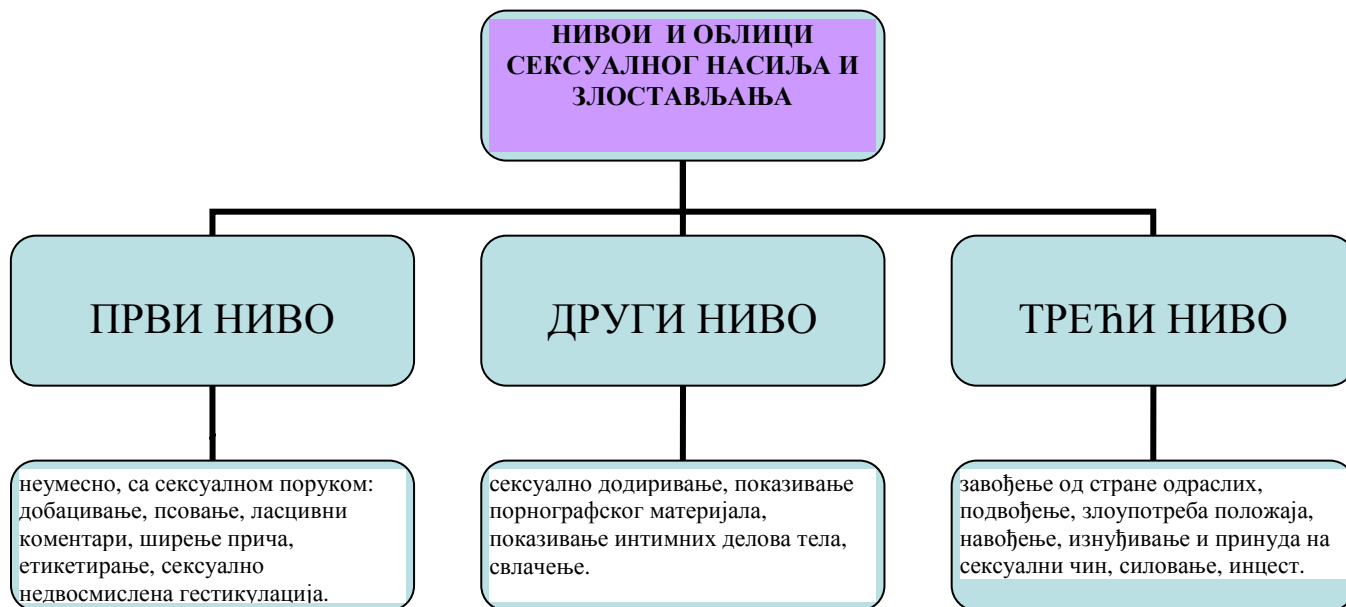 НИВОИ И ОБЛИЦИ
СЕКСУАЛНОГ НАСИЉА И
ЗЛОСТАВЉАЊА
ПРВИ НИВО
ДРУГИ НИВО
ТРЕЋИ НИВО
неумесно, са сексуалном поруком:
добацивање, псовање, ласцивни
коментари, ширење прича,
етикетирање, сексуално
недвосмислена гестикулација.
сексуално додиривање, показивање
порнографског материјала,
показивање интимних делова тела,
свлачење.
завођење од стране одраслих,
подвођење, злоупотреба положаја,
навођење, изнуђивање и принуда на
сексуални чин, силовање, инцест.